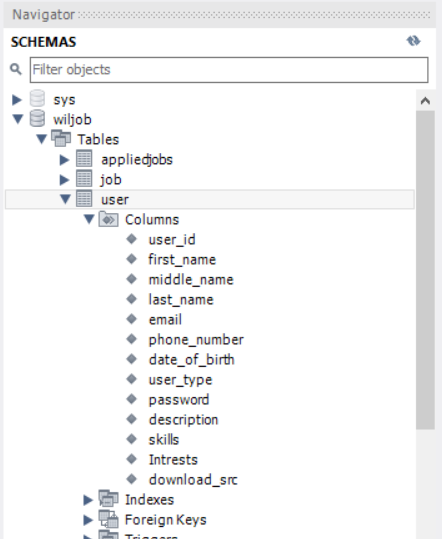 Navigator
SCHEMAS
Filter objects
sys
wiljob
Tables
appliedjobs
job
user
Columns
user_id
first_name
middle_name
last_name
email
phone_number
date_of_birth
user_type
password
description
skills
Intrests
download_src
Indexes
Foreign Keys
Triggers